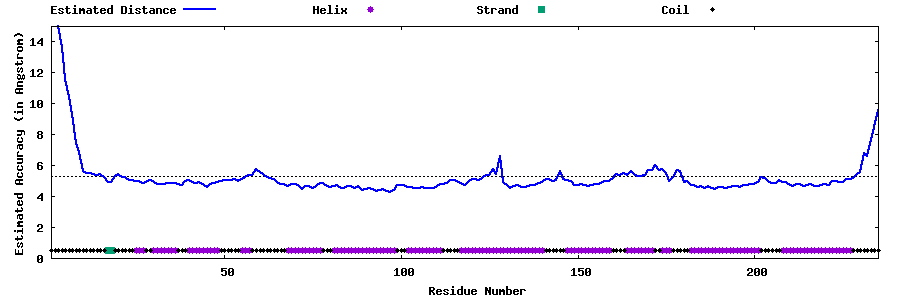 Estimated Distance Helix Strand Coil
Estimated Accuracy (in Angstrom)
14
12
10
8
6
4
2
0
50 100 150 200
Residue Number